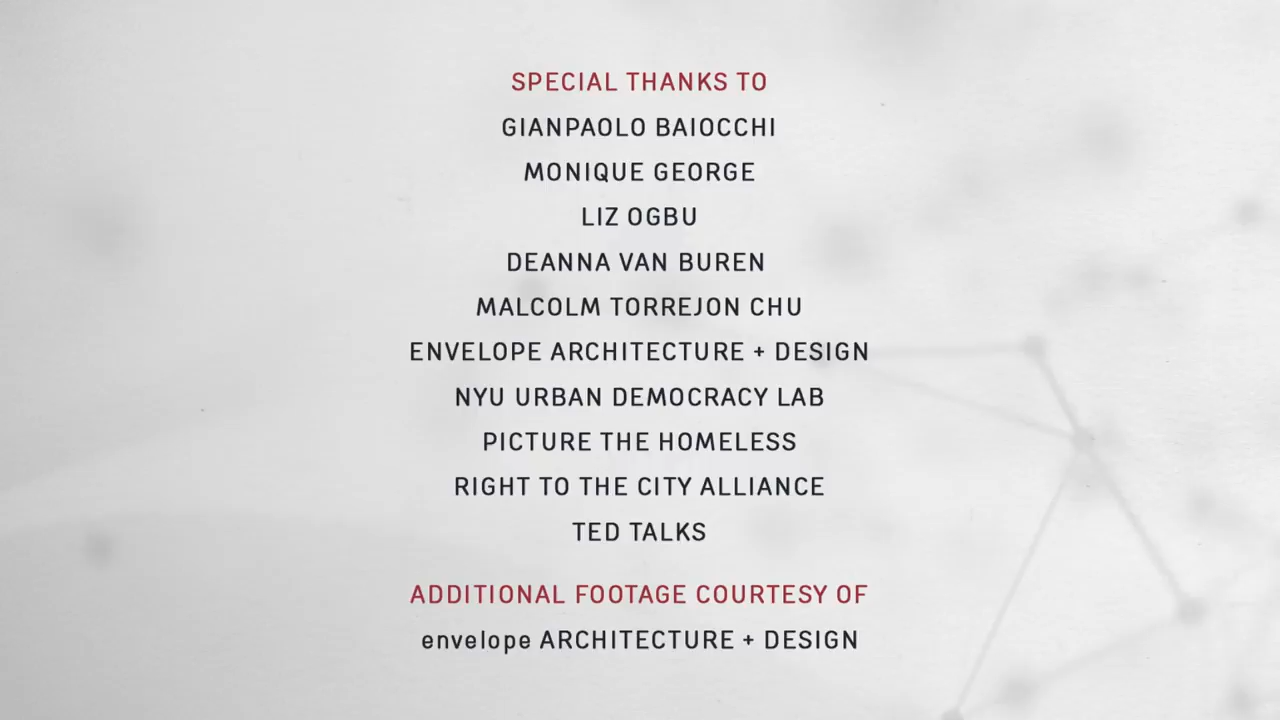 SPECIAL THANKS TO
GIANPAOLO BAIOCCHI
MONIQUE GEORGE
LIZ OGBU
DEANNA VAN BUREN
MALCOLM TORREJON CHU
ENVELOPE ARCHITECTURE + DESIGN
NYU URBAN DEMOCRACY LAB
PICTURE THE HOMELESS
RIGHT TO THE CITY ALLIANCE
TED TALKS
ADDITIONAL FOOTAGE COURTESY OF
envelope ARCHITECTURE + DESIGN